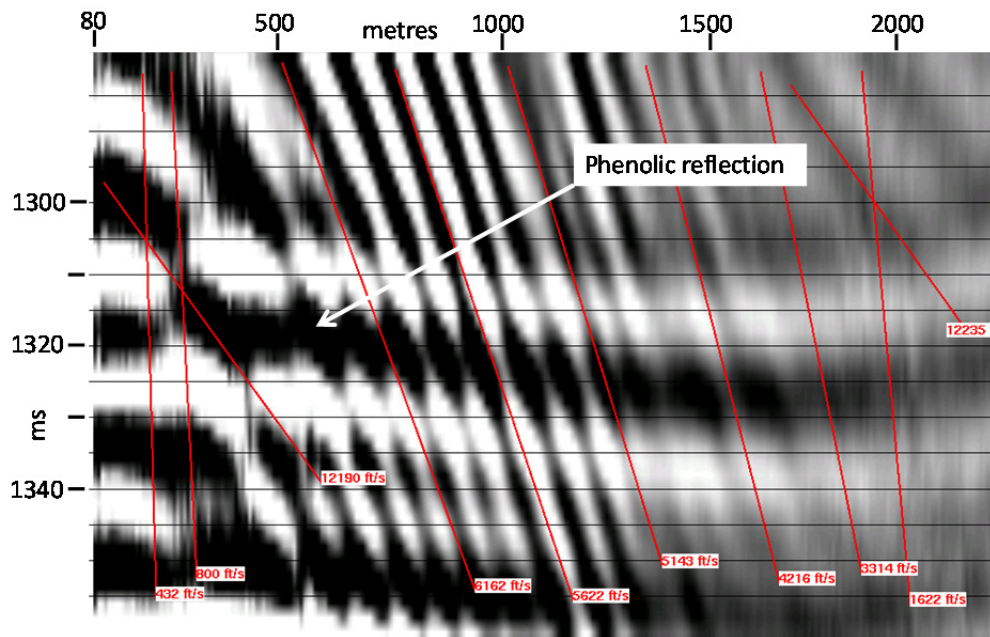 80 500 metres 1000 1500 2000
Phenolic reflection
1300
1320
ms
1340
12235
12190 ft/s
5143 ft/s
800 ft/s
3314 ft/s
4216 ft/s
6162 ft/s
432 ft/s
5622 ft/s
1622 ft/s